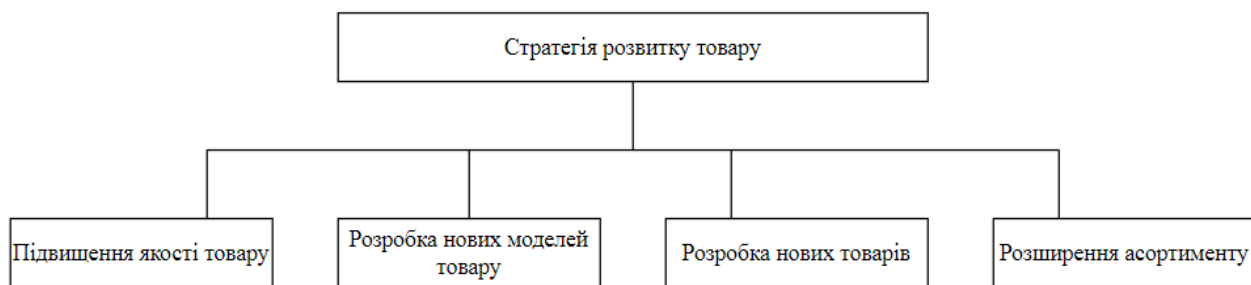 Стратегія розвитку товару
Підвищення якості товару
Розробка нових моделей
товару
Розробка нових товарів
Розширення асортименту